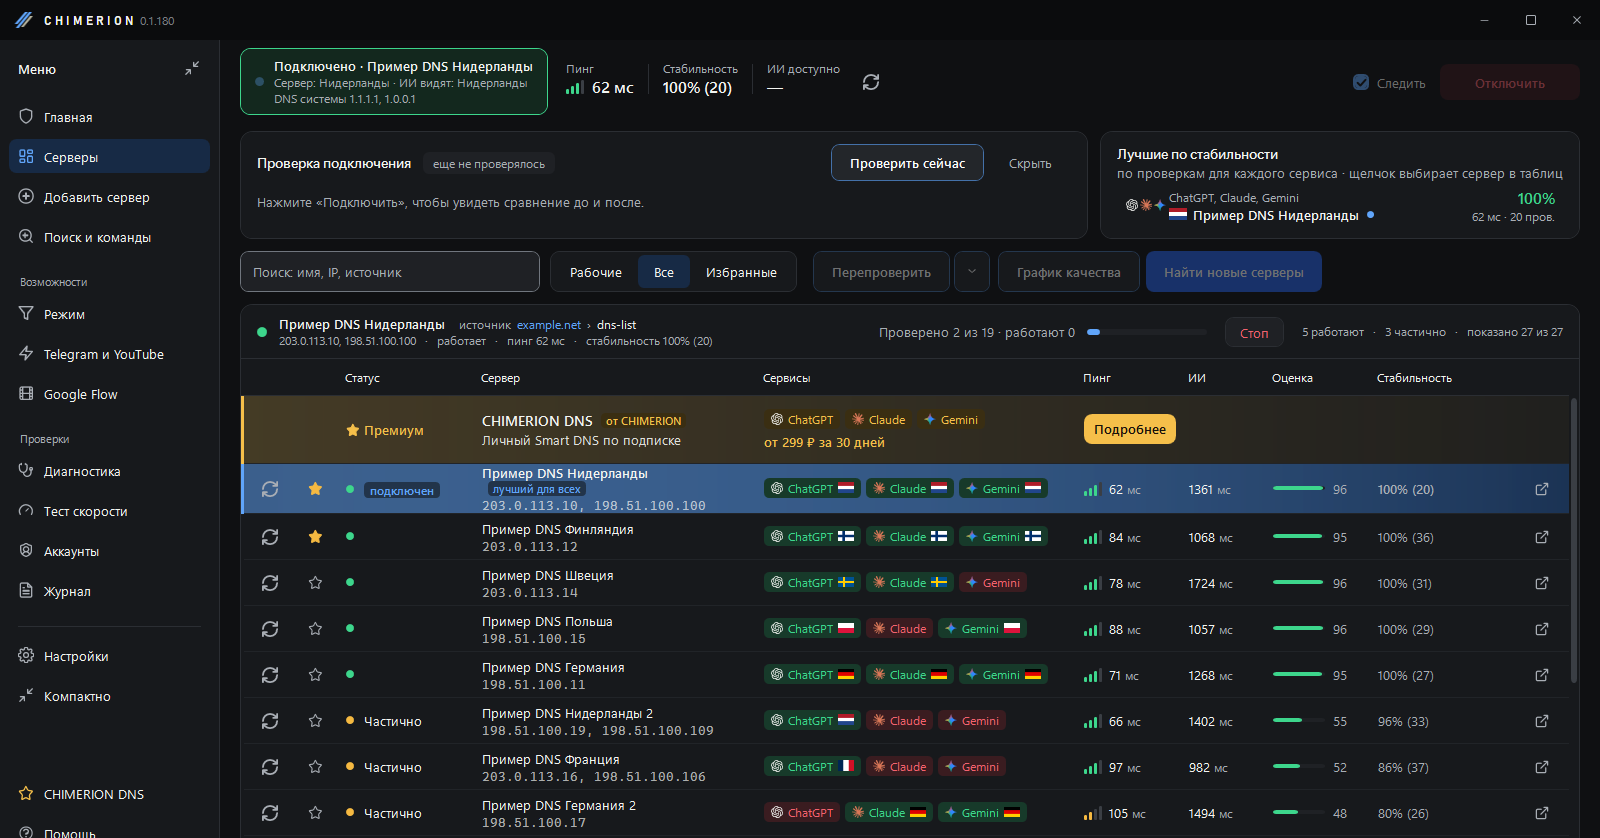 CHIMERION 0.1.180
Меню
Главная
Серверы
Добавить сервер
Поиск и команды
Возможности
Режим
Telegram и YouTube
Google Flow
Проверки
Диагностика
Тест скорости
Аккаунты
Журнал
Настройки
Компактно
CHIMERION DNS
Помощь
Подключено · Пример DNS Нидерланды
Сервер: Нидерланды · ИИ видят: Нидерланды
DNS системы 1.1.1.1, 1.0.0.1
Пинг
62 мс
Стабильность
100% (20)
ИИ доступно
—
Следить
Отключить
Проверка подключения
еще не проверялось
Проверить сейчас
Скрыть
Нажмите «Подключить», чтобы увидеть сравнение до и после.
Лучшие по стабильности
по проверкам для каждого сервиса · щелчок выбирает сервер в таблиц
ChatGPT, Claude, Gemini
Пример DNS Нидерланды
100%
62 мс · 20 пров.
Поиск: имя, IP, источник
Рабочие
Все
Избранные
Перепроверить
График качества
Найти новые серверы
Пример DNS Нидерланды источник example.net › dns-list
203.0.113.10, 198.51.100.100 · работает · пинг 62 мс · стабильность 100% (20)
Проверено 2 из 19 · работают 0
Стоп
5 работают · 3 частично · показано 27 из 27
Статус Сервер Сервисы Пинг ИИ Оценка Стабильность
Премиум
CHIMERION DNS от CHIMERION
Личный Smart DNS по подписке
ChatGPT Claude Gemini
от 299 ₽ за 30 дней
Подробнее
подключен
Пример DNS Нидерланды
лучший для всех
203.0.113.10, 198.51.100.100
ChatGPT Claude Gemini 62 мс 1361 мс 96 100% (20)
Пример DNS Финляндия
203.0.113.12
ChatGPT Claude Gemini 84 мс 1068 мс 95 100% (36)
Пример DNS Швеция
203.0.113.14
ChatGPT Claude Gemini 78 мс 1724 мс 96 100% (31)
Пример DNS Польша
198.51.100.15
ChatGPT Claude Gemini 88 мс 1057 мс 96 100% (29)
Пример DNS Германия
198.51.100.11
ChatGPT Claude Gemini 71 мс 1268 мс 95 100% (27)
Частично
Пример DNS Нидерланды 2
198.51.100.19, 198.51.100.109
ChatGPT Claude Gemini 66 мс 1402 мс 55 96% (33)
Частично
Пример DNS Франция
203.0.113.16, 198.51.100.106
ChatGPT Claude Gemini 97 мс 982 мс 52 86% (37)
Частично
Пример DNS Германия 2
198.51.100.17
ChatGPT Claude Gemini 105 мс 1494 мс 48 80% (26)